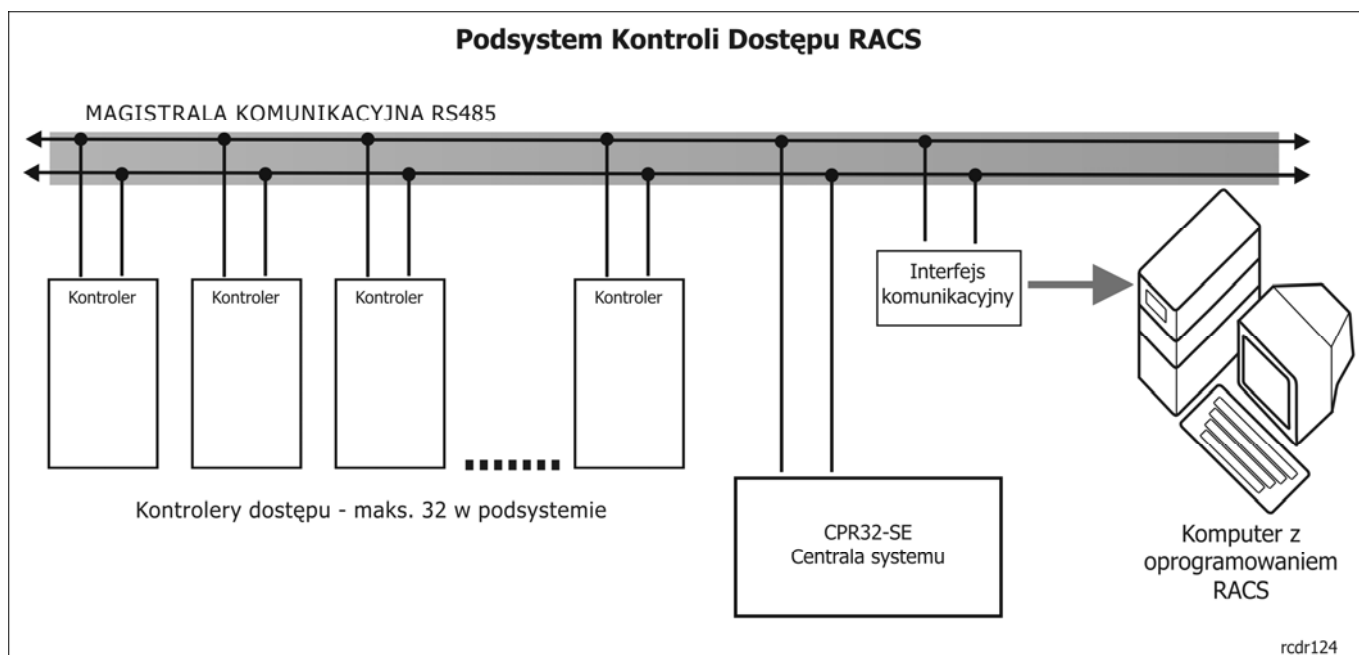 Podsystem Kontroli Dostępu RACS
MAGISTRALA KOMUNIKACYJNA RS485
Kontroler
Kontroler
Kontroler
Kontroler
Interfejs
komunikacyjny
Kontrolery dostępu - maks. 32 w podsystemie
CPR32-SE
Centrala systemu
Komputer z
oprogramowaniem
RACS
rcdr124